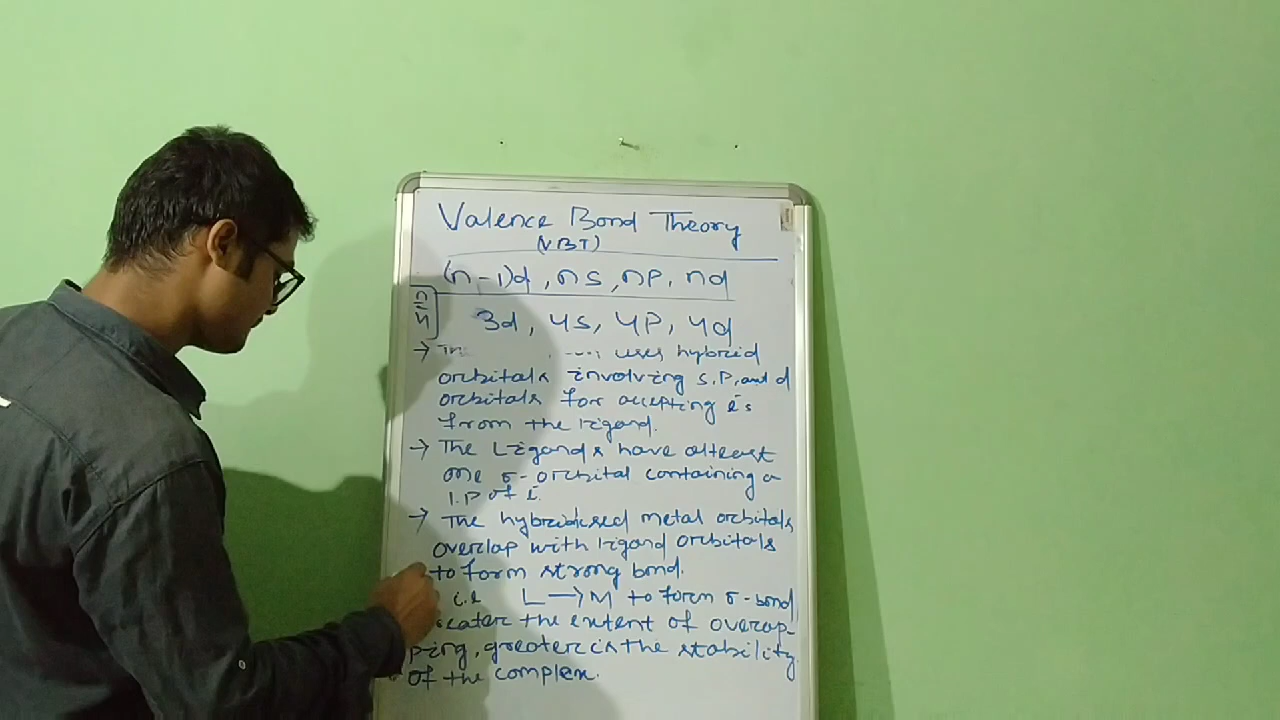 Valence Bond Theory
(VBT)
(n-1)d, ns, np, nd
n=4
3d, 4s, 4p, 4d
→ uses hybrid
orbitals involving s, p, and d
orbitals for accepting e⁻s
from the ligand.
→ The Ligands have atleast
one σ-orbital containing a
l.p of e⁻.
→ The hybridised metal orbitals
overlap with ligand orbitals
to form strong bond.
i.e L → M to form σ-bond
the extent of overlap-
ping, greater is the stability
of the complex.